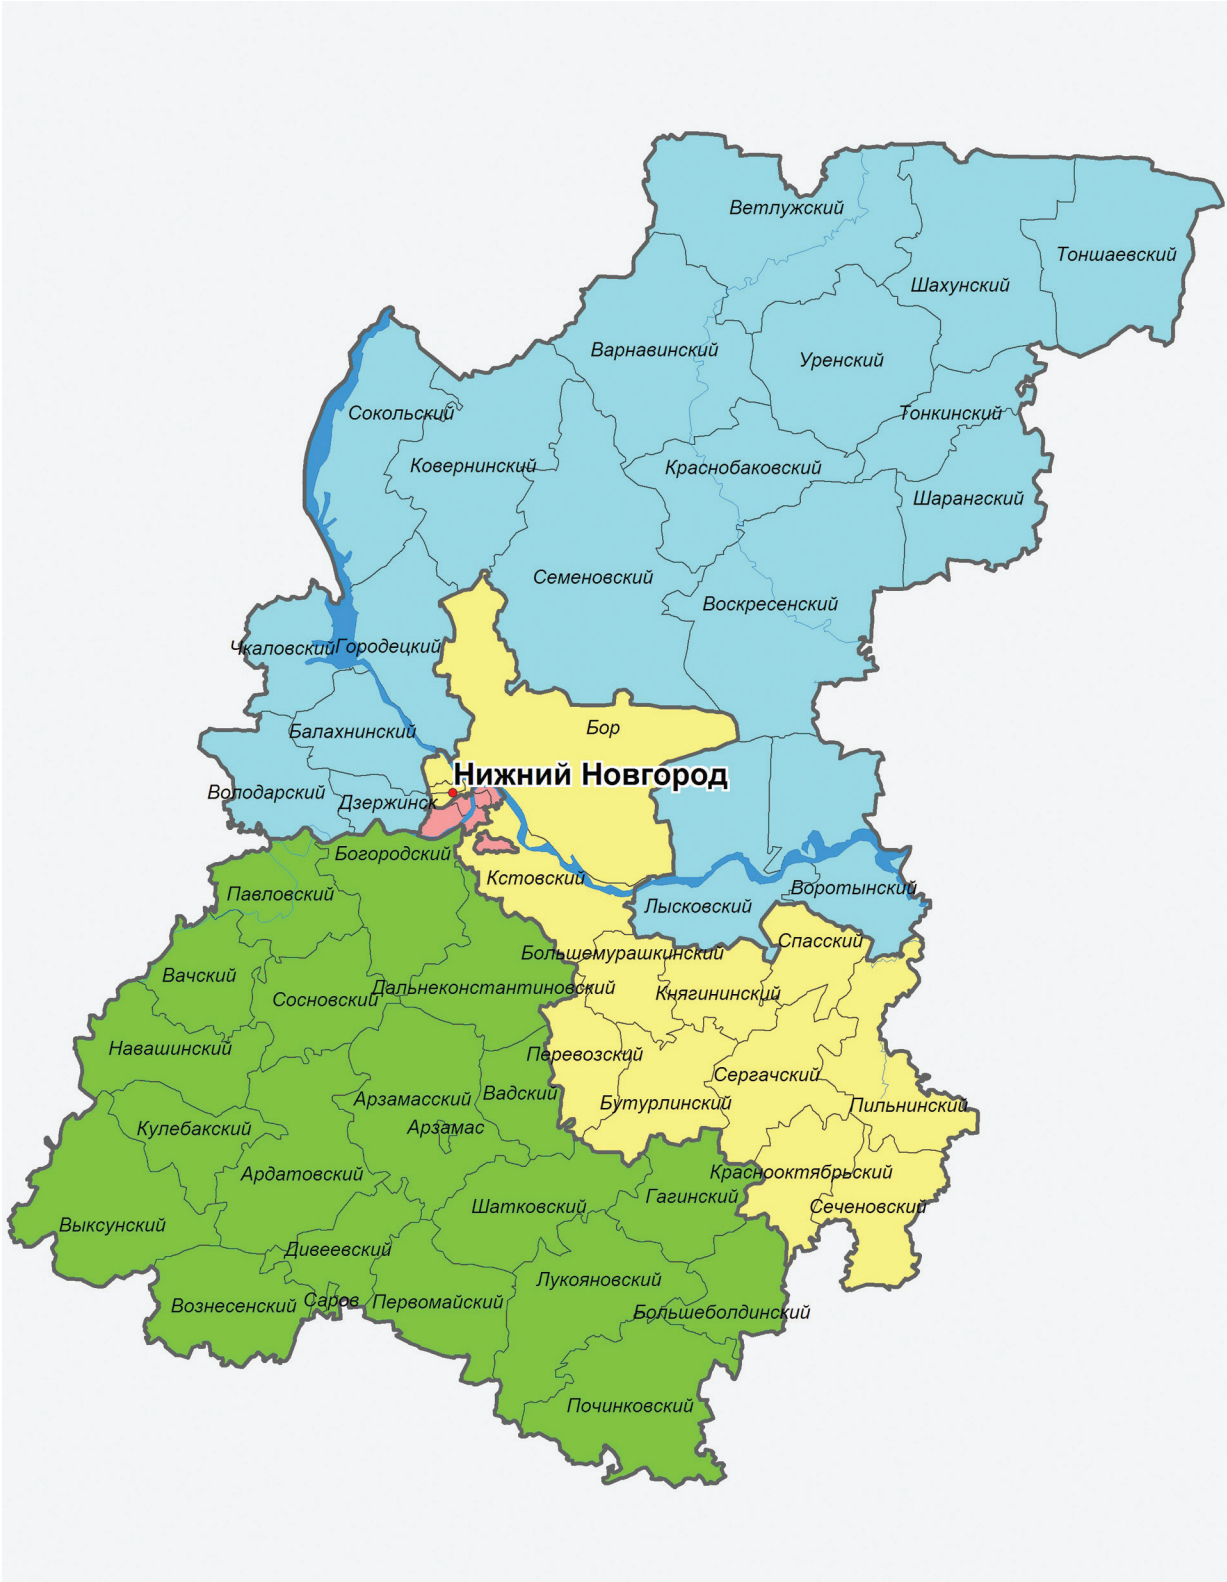 Ветлужский
Тоншаевский
Шахунский
Варнавинский
Уренский
Сокольский
Тонкинский
Ковернинский
Краснобаковский
Шарангский
Семеновский
Воскресенский
Чкаловский
Городецкий
Бор
Балахнинский
Нижний Новгород
Володарский
Дзержинск
Богородский
Кстовский
Воротынский
Павловский
Лысковский
Спасский
Большемурашкинский
Вачский
Дальнеконстантиновский
Княгининский
Сосновский
Навашинский
Перевозский
Сергачский
Вадский
Арзамасский
Бутурлинский
Пильнинский
Кулебакский
Арзамас
Ардатовский
Краснооктябрьский
Гагинский
Шатковский
Сеченовский
Выксунский
Дивеевский
Лукояновский
Саров
Первомайский
Вознесенский
Большеболдинский
Починковский